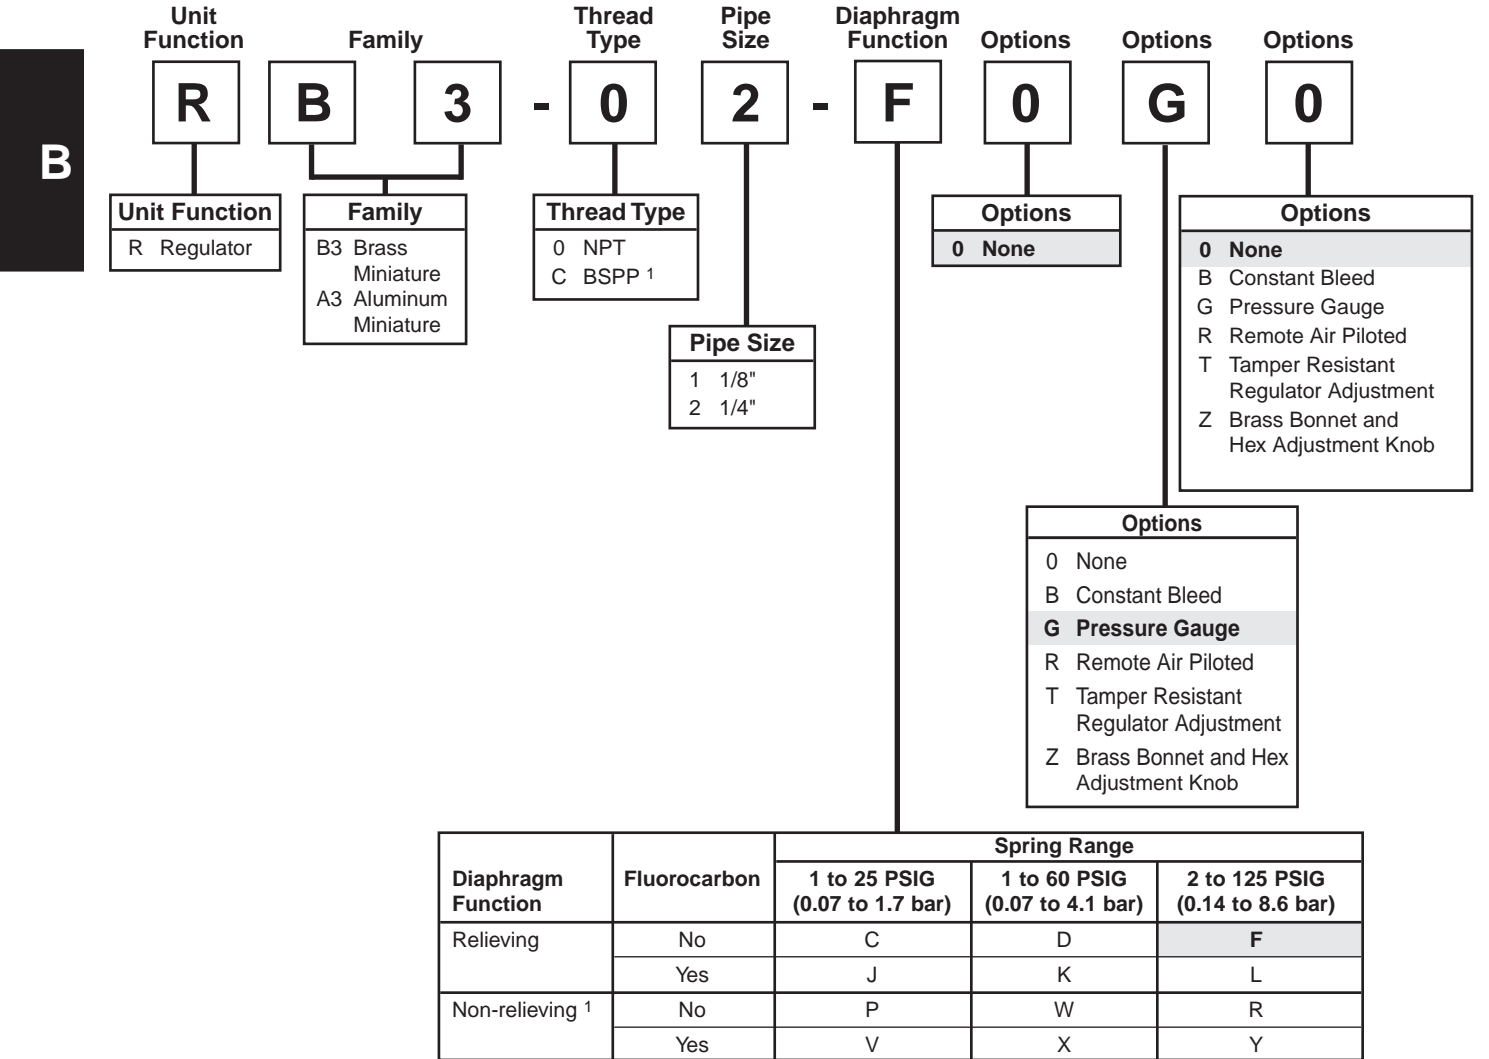 Unit Function
Family
Thread Type
Pipe Size
Diaphragm Function
Options
Options
Options
R B 3 - 0 2 - F 0 G 0
B
Unit Function
R Regulator
Family
B3 Brass
Miniature
A3 Aluminum
Miniature
Thread Type
0 NPT
C BSPP 1
Pipe Size
1 1/8"
2 1/4"
Options
0 None
Options
0 None
B Constant Bleed
G Pressure Gauge
R Remote Air Piloted
T Tamper Resistant
Regulator Adjustment
Z Brass Bonnet and
Hex Adjustment Knob
Options
0 None
B Constant Bleed
G Pressure Gauge
R Remote Air Piloted
T Tamper Resistant
Regulator Adjustment
Z Brass Bonnet and Hex
Adjustment Knob
Diaphragm Function
Fluorocarbon
Spring Range
1 to 25 PSIG (0.07 to 1.7 bar)
1 to 60 PSIG (0.07 to 4.1 bar)
2 to 125 PSIG (0.14 to 8.6 bar)
Relieving No C D F
Yes J K L
Non-relieving 1 No P W R
Yes V X Y